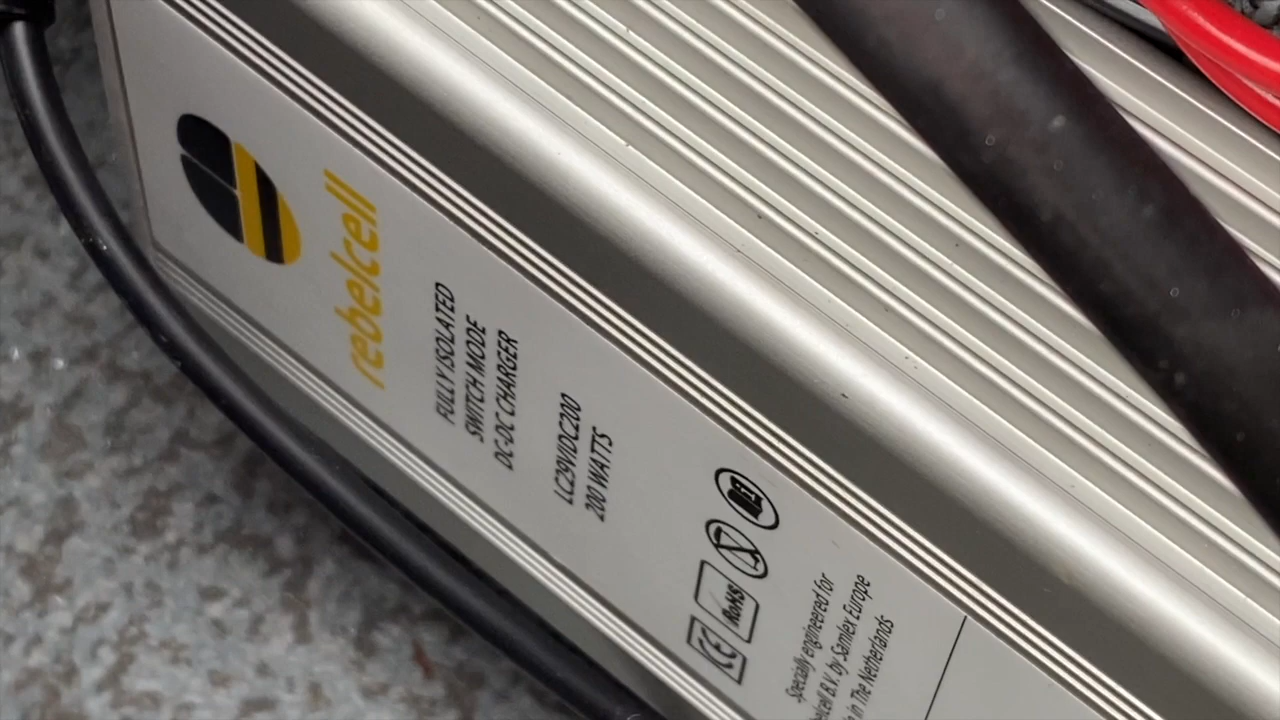 rebelcell
FULLY ISOLATED
SWITCH MODE
DC-DC CHARGER
LC29VDC200
200 WATTS
CE
RoHS
Specially engineered for
B.V. by Samlex Europe
in The Netherlands